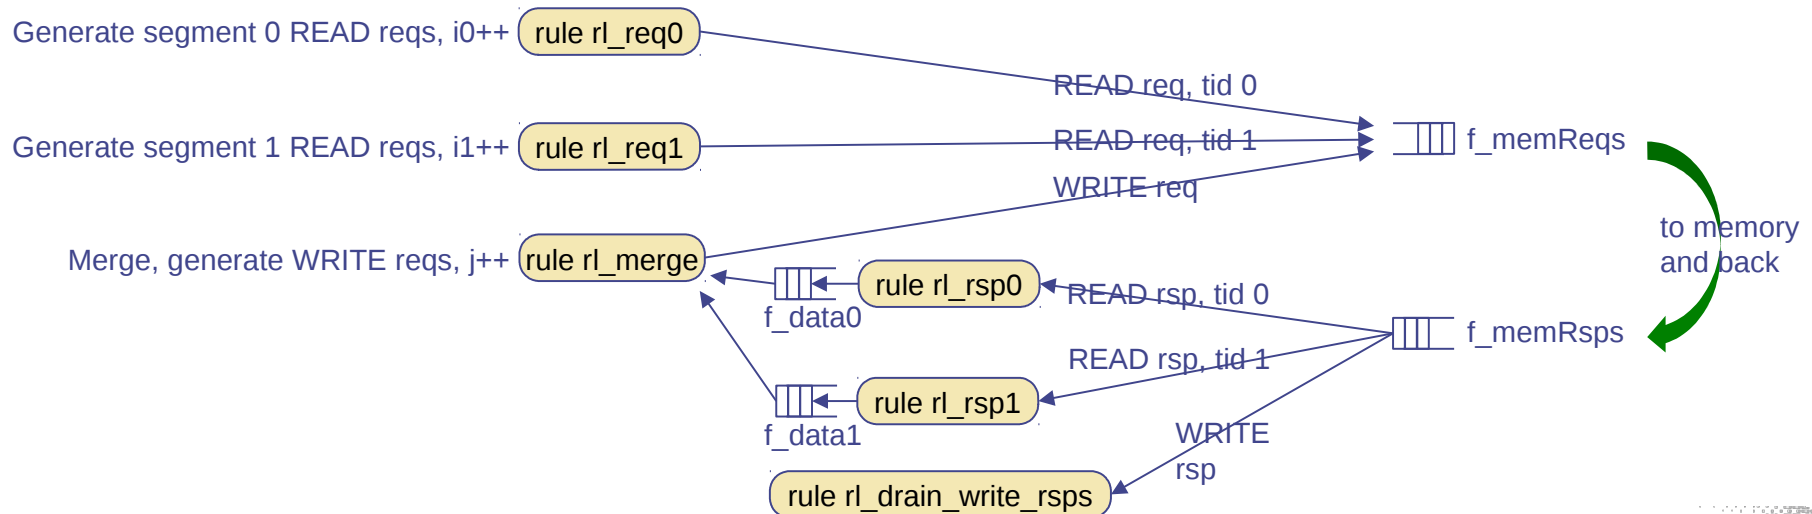 Generate segment 0 READ reqs, i0++ rule rl_req0
READ req, tid 0
Generate segment 1 READ reqs, i1++ rule rl_req1 READ req, tid 1 f_memReqs
WRITE req
Merge, generate WRITE reqs, j++ rule rl_merge
to memory
and back
rule rl_rsp0
READ rsp, tid 0
f_data0
f_memRsps
READ rsp, tid 1
rule rl_rsp1
f_data1
WRITE
rsp
rule rl_drain_write_rsps